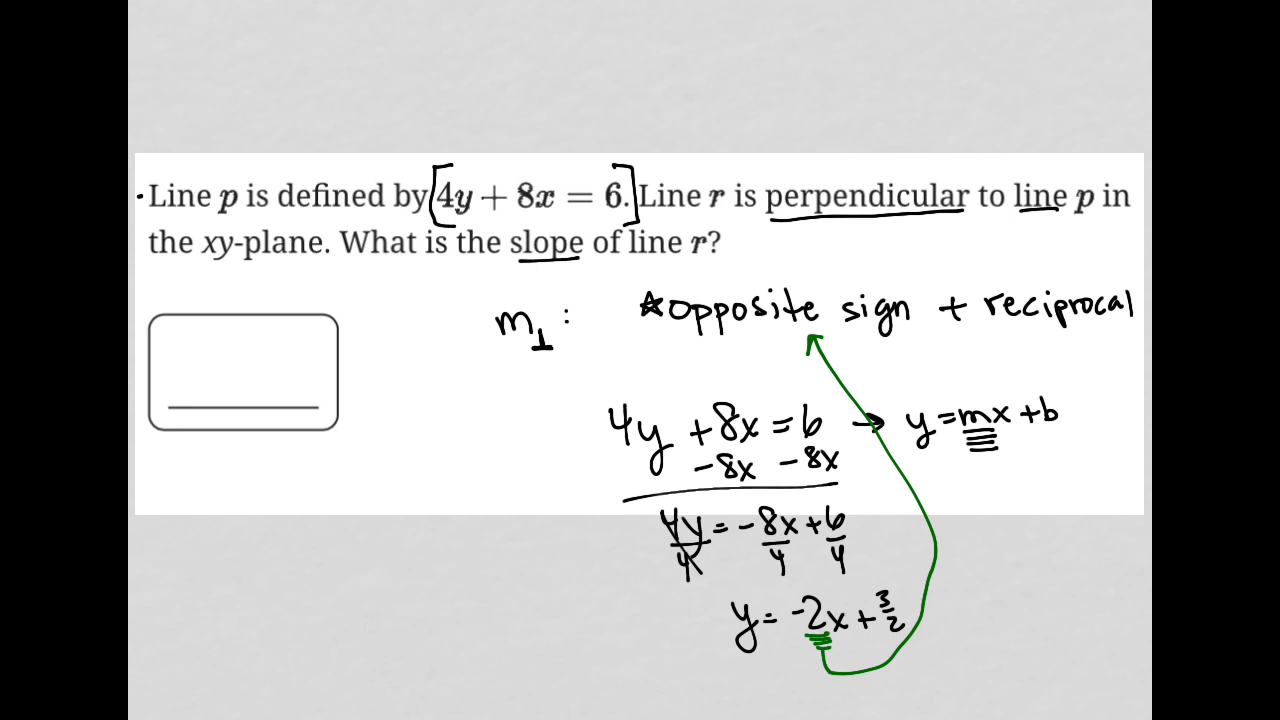 Line p is defined by [4y + 8x = 6.] Line r is perpendicular to line p in
the xy-plane. What is the slope of line r?
m⊥ : *opposite sign + reciprocal
4y + 8x = 6 → y = mx + b
-8x -8x
4y/4 = -8x/4 + 6/4
y = -2x + 3/2